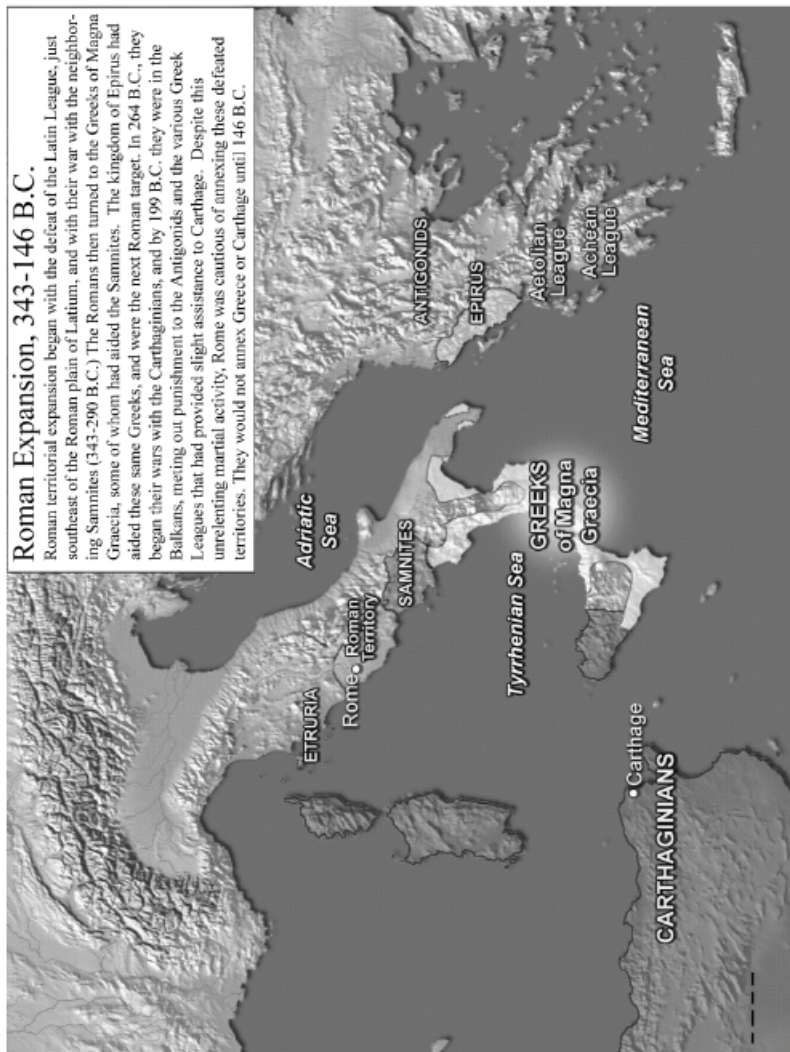 Roman Expansion, 343-146 B.C.
Roman territorial expansion began with the defeat of the Latin League, just
southeast of the Roman plain of Latium, and with their war with the neighbor-
ing Samnites (343-290 B.C.) The Romans then turned to the Greeks of Magna
Graecia, some of whom had aided the Samnites. The kingdom of Epirus had
aided these same Greeks, and were the next Roman target. In 264 B.C., they
began their wars with the Carthaginians, and by 199 B.C. they were in the
Balkans, meting out punishment to the Antigonids and the various Greek
Leagues that had provided slight assistance to Carthage. Despite this
unrelenting martial activity, Rome was cautious of annexing these defeated
territories. They would not annex Greece or Carthage until 146 B.C.
Adriatic
Sea
ANTIGONIDS
EPIRUS
Aetolian
League
Achean
League
ETRURIA
Rome
Roman
Territory
SAMNITES
Tyrrhenian Sea
GREEKS
of Magna
Graecia
Mediterranean
Sea
Carthage
CARTHAGINIANS